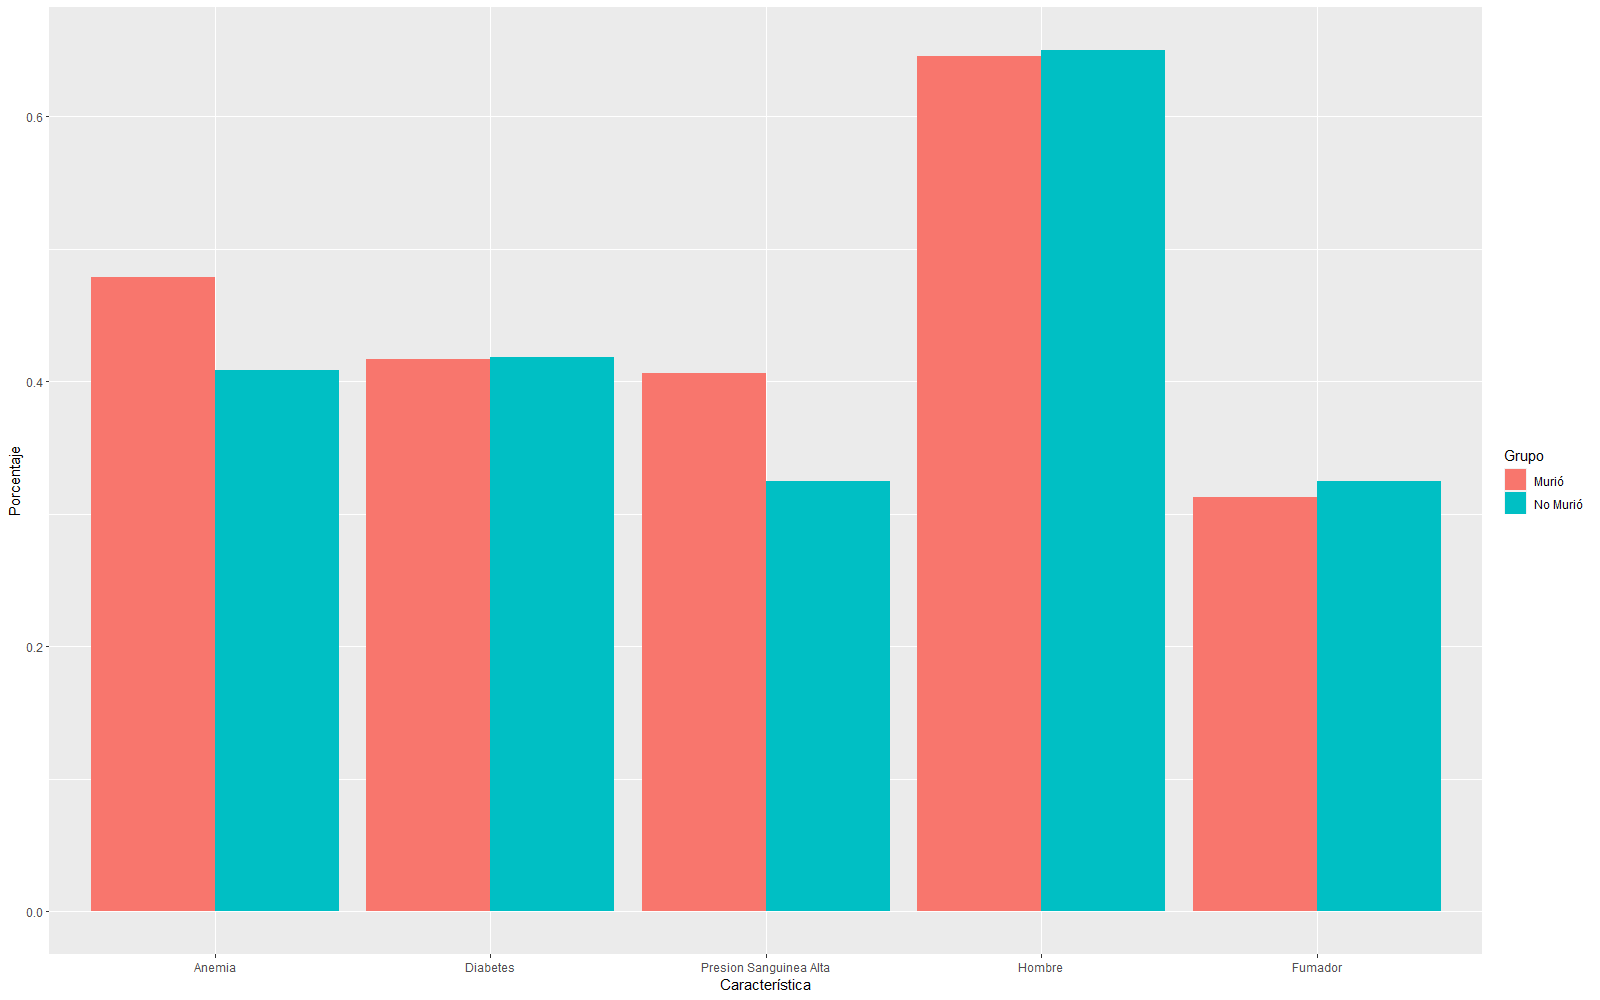 0.6
0.4
0.2
0.0
Porcentaje
Anemia
Diabetes
Presion Sanguinea Alta
Hombre
Fumador
Característica
Grupo
Murió
No Murió